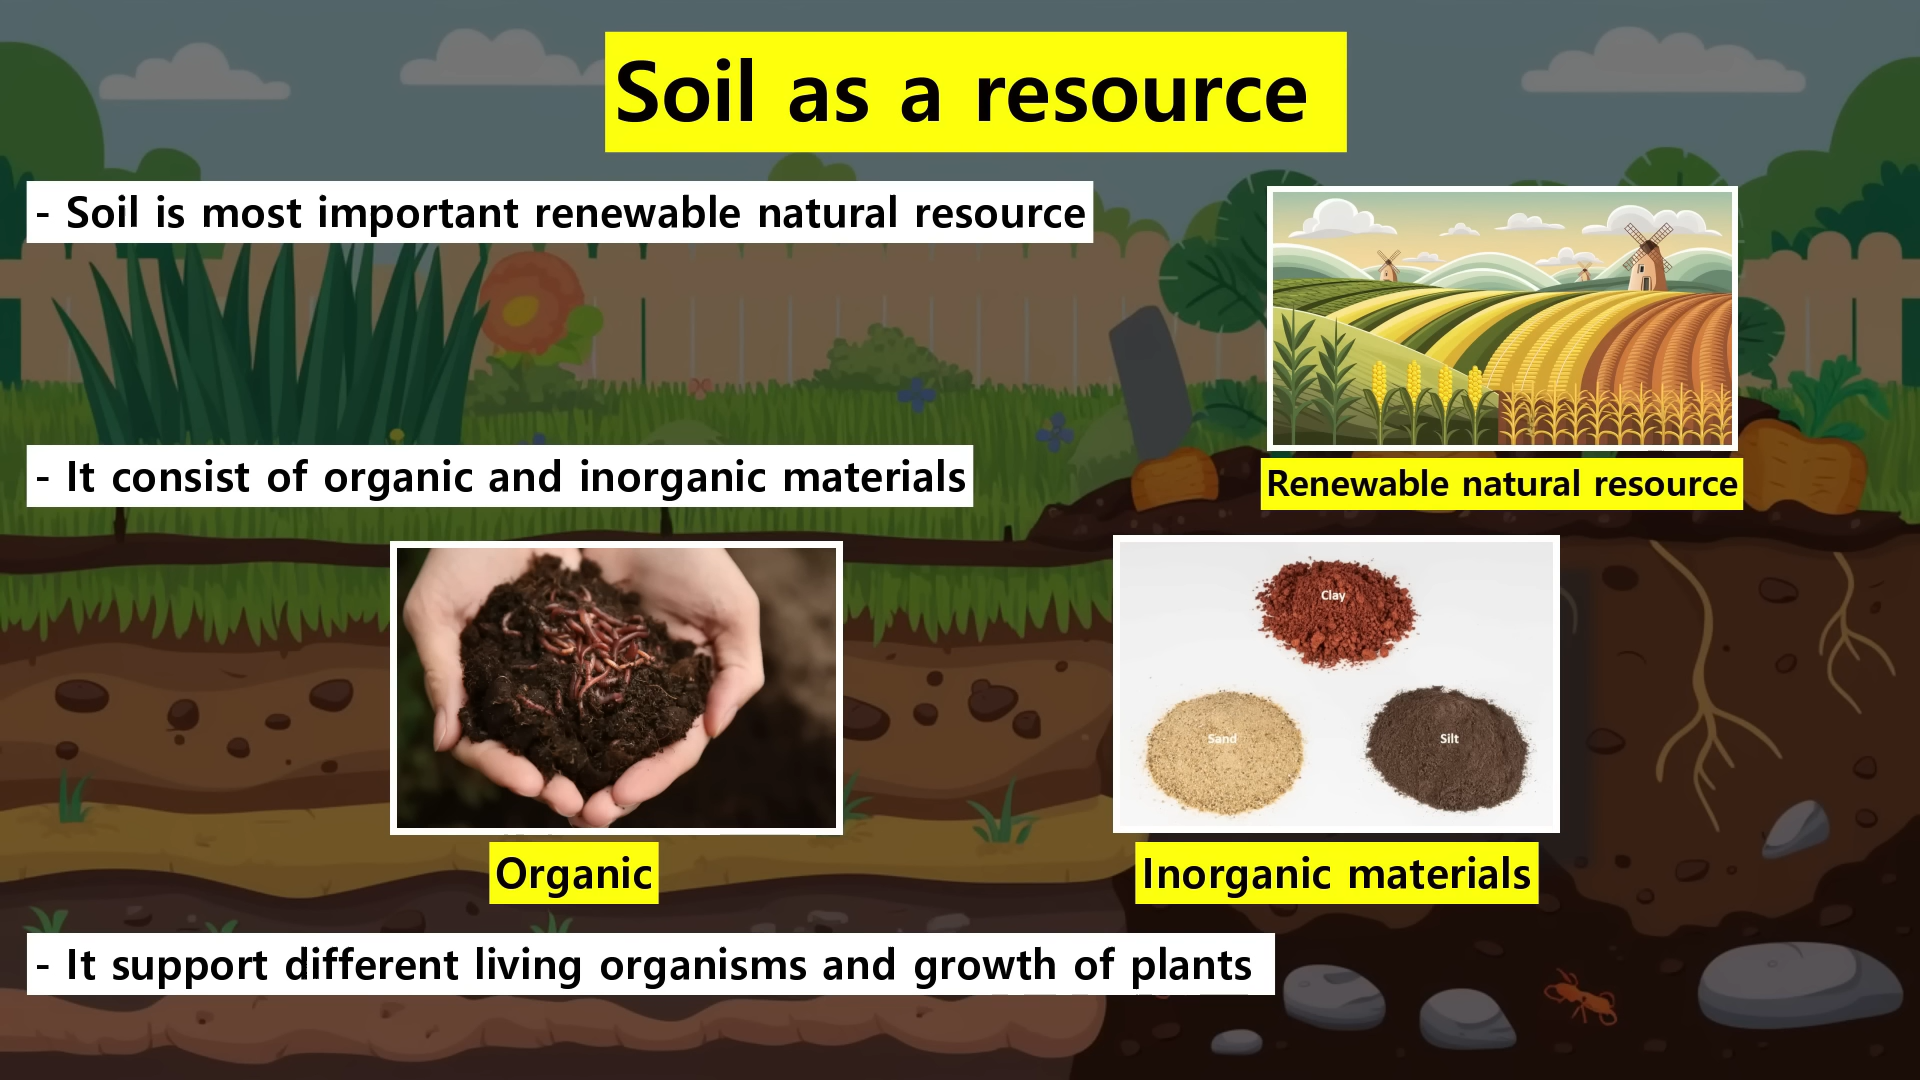 Soil as a resource
- Soil is most important renewable natural resource
- It consist of organic and inorganic materials
Renewable natural resource
Clay
Sand
Silt
Organic
Inorganic materials
- It support different living organisms and growth of plants